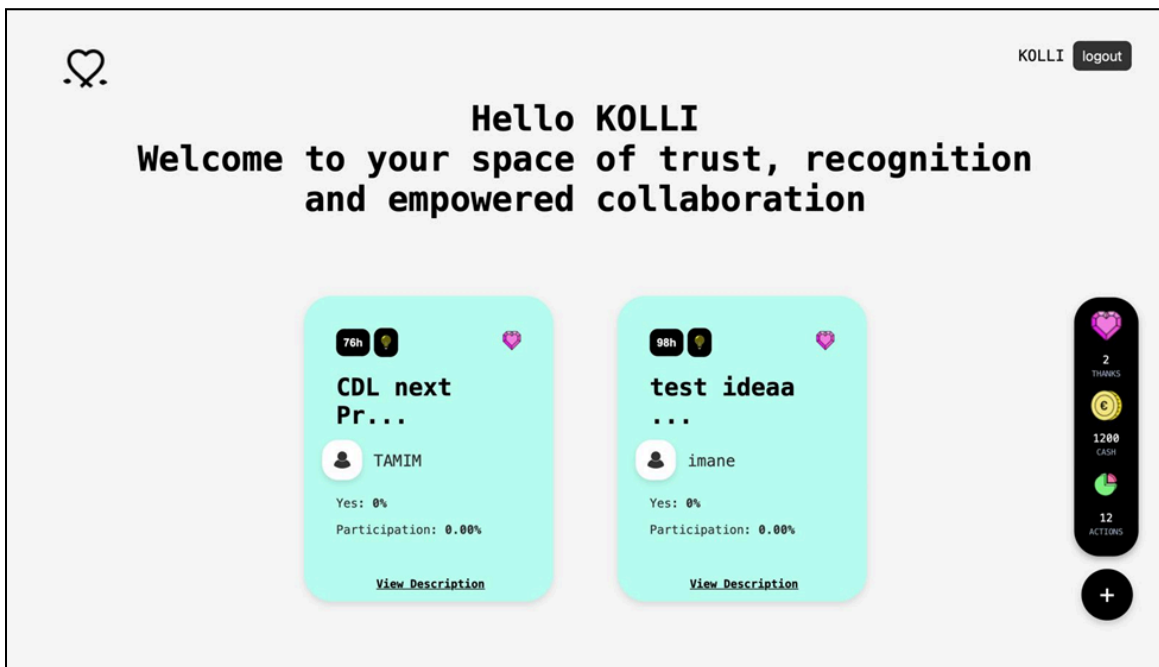 KOLLI logout
Hello KOLLI
Welcome to your space of trust, recognition
and empowered collaboration
76h
CDL next
Pr...
TAMIM
Yes: 0%
Participation: 0.00%
View Description
98h
test ideaa
...
imane
Yes: 0%
Participation: 0.00%
View Description
2
THANKS
€
1200
CASH
12
ACTIONS
+